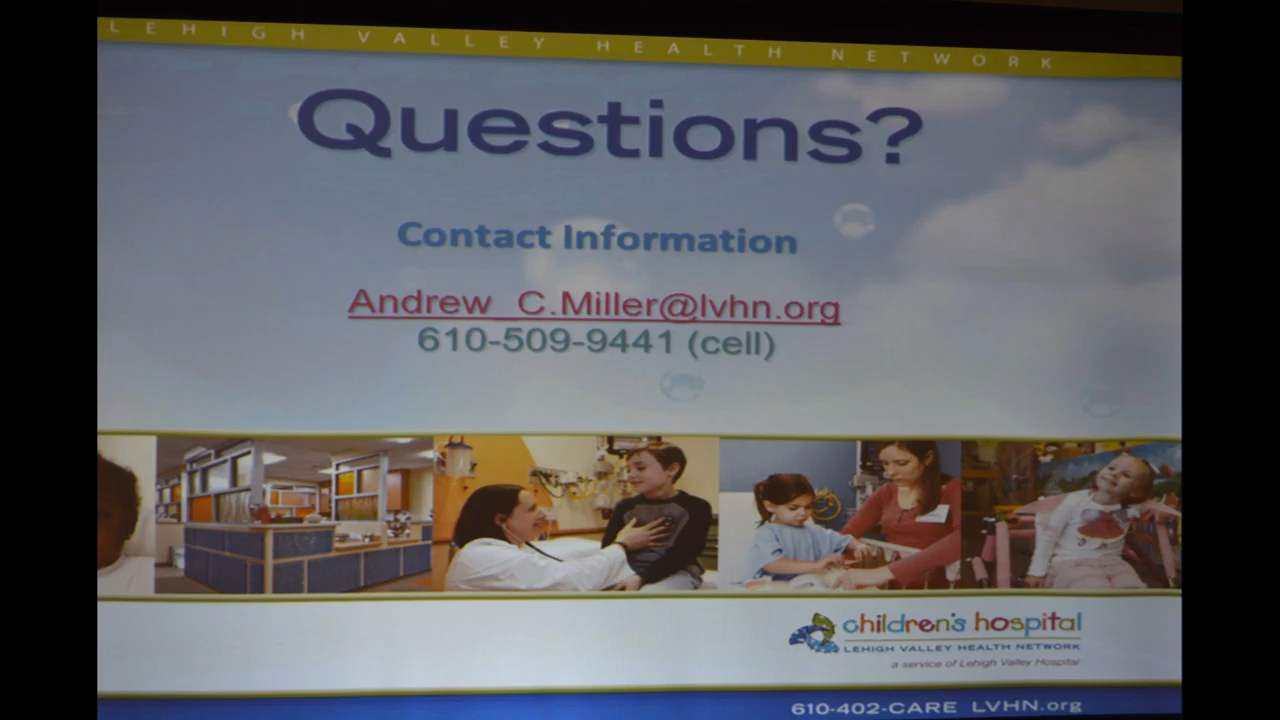 LEHIGH VALLEY HEALTH NETWORK
Questions?
Contact Information
Andrew_C.Miller@lvhn.org
610-509-9441 (cell)
children's hospital
LEHIGH VALLEY HEALTH NETWORK
a service of Lehigh Valley Hospital
610-402-CARE LVHN.org